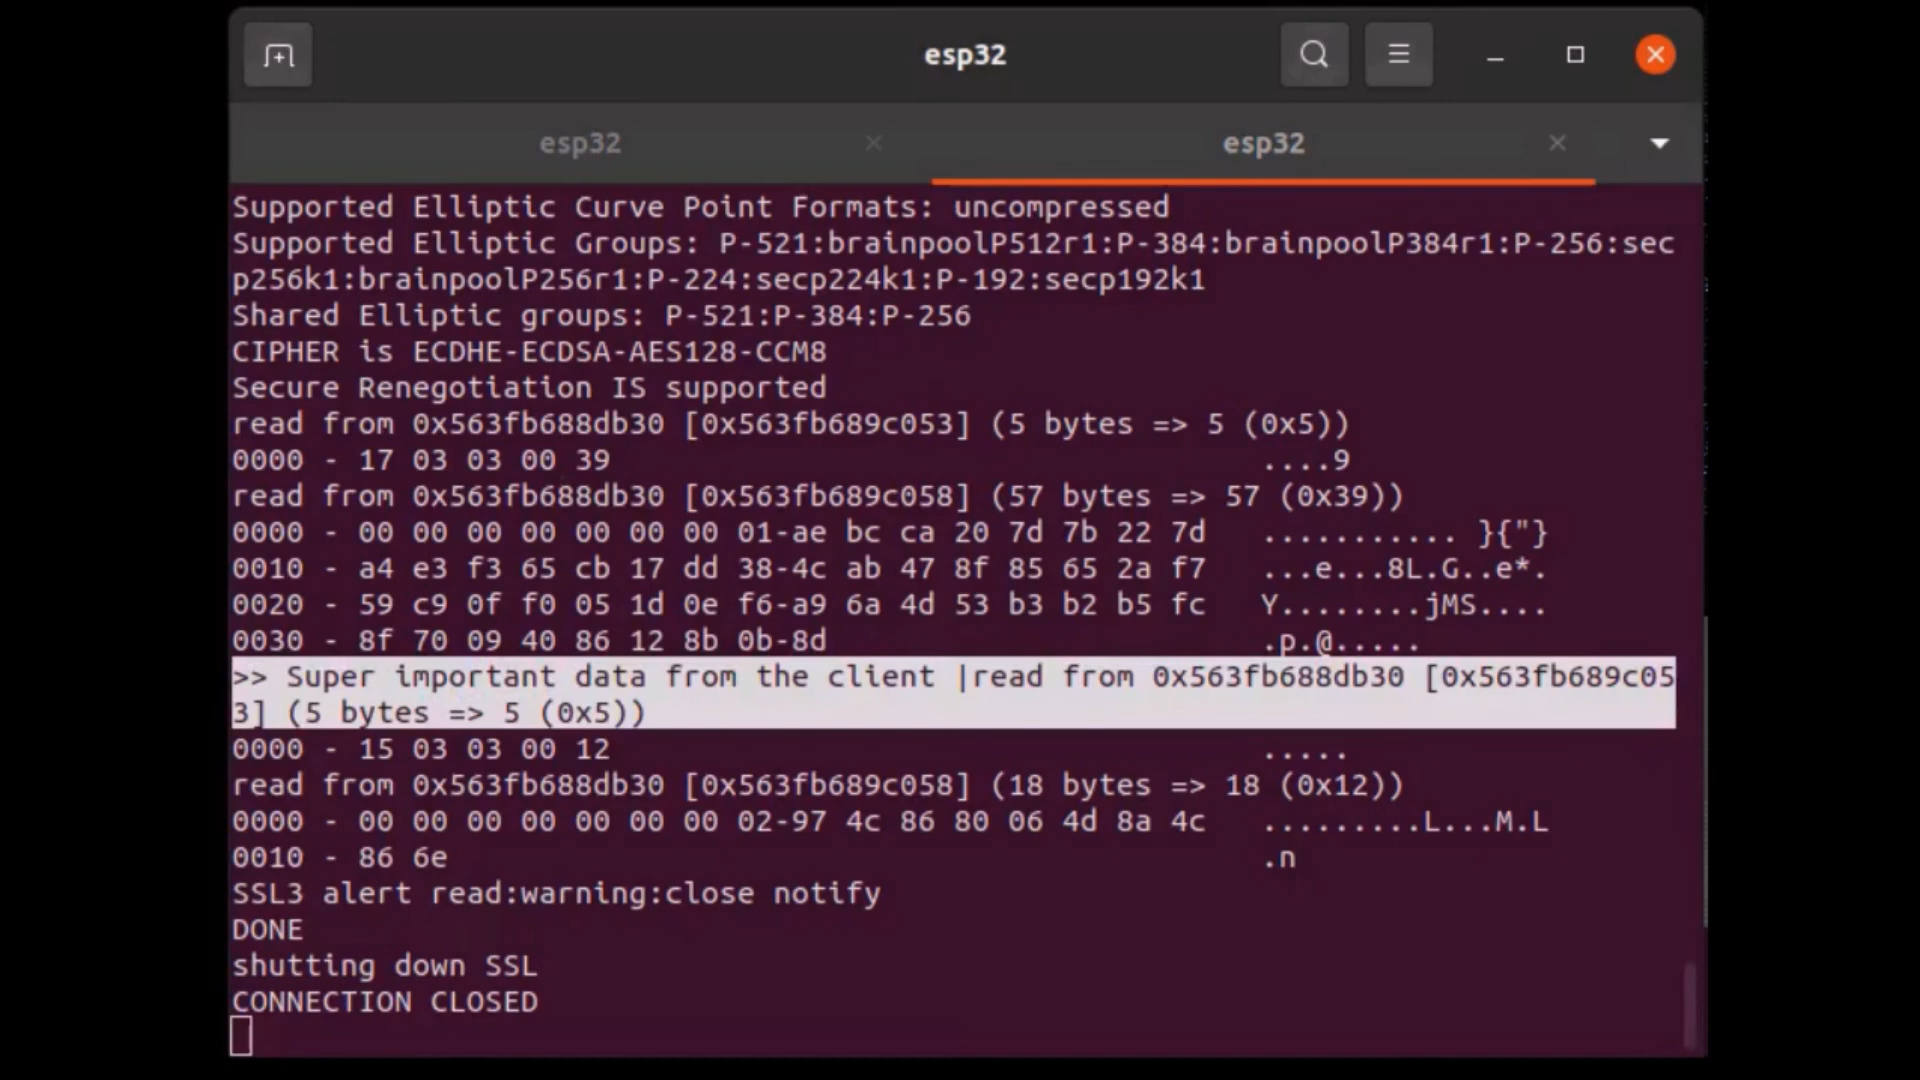 esp32
esp32 esp32
Supported Elliptic Curve Point Formats: uncompressed
Supported Elliptic Groups: P-521:brainpoolP512r1:P-384:brainpoolP384r1:P-256:sec
p256k1:brainpoolP256r1:P-224:secp224k1:P-192:secp192k1
Shared Elliptic groups: P-521:P-384:P-256
CIPHER is ECDHE-ECDSA-AES128-CCM8
Secure Renegotiation IS supported
read from 0x563fb688db30 [0x563fb689c053] (5 bytes => 5 (0x5))
0000 - 17 03 03 00 39 ....9
read from 0x563fb688db30 [0x563fb689c058] (57 bytes => 57 (0x39))
0000 - 00 00 00 00 00 00 00 01-ae bc ca 20 7d 7b 22 7d ........... }{"}
0010 - a4 e3 f3 65 cb 17 dd 38-4c ab 47 8f 85 65 2a f7 ...e...8L.G..e*.
0020 - 59 c9 0f f0 05 1d 0e f6-a9 6a 4d 53 b3 b2 b5 fc Y........jMS....
0030 - 8f 70 09 40 86 12 8b 0b-8d .p.@.....
>> Super important data from the client |read from 0x563fb688db30 [0x563fb689c05
3] (5 bytes => 5 (0x5))
0000 - 15 03 03 00 12 .....
read from 0x563fb688db30 [0x563fb689c058] (18 bytes => 18 (0x12))
0000 - 00 00 00 00 00 00 00 02-97 4c 86 80 06 4d 8a 4c .........L...M.L
0010 - 86 6e .n
SSL3 alert read:warning:close notify
DONE
shutting down SSL
CONNECTION CLOSED